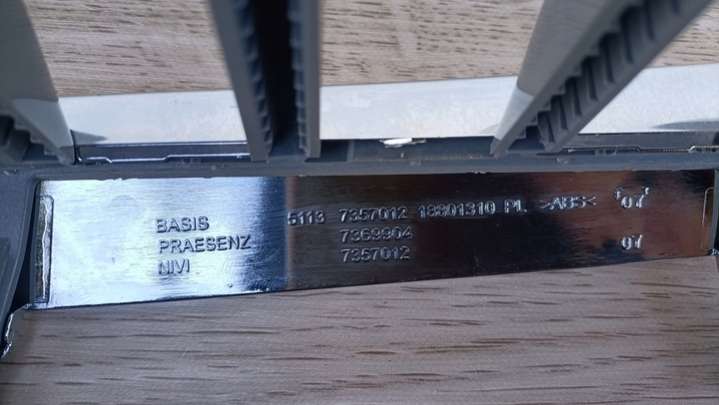 BASIS 5113 7357012 18801310 PL >ABS< 07
PRAESENZ 7369904 07
NIVI 7357012